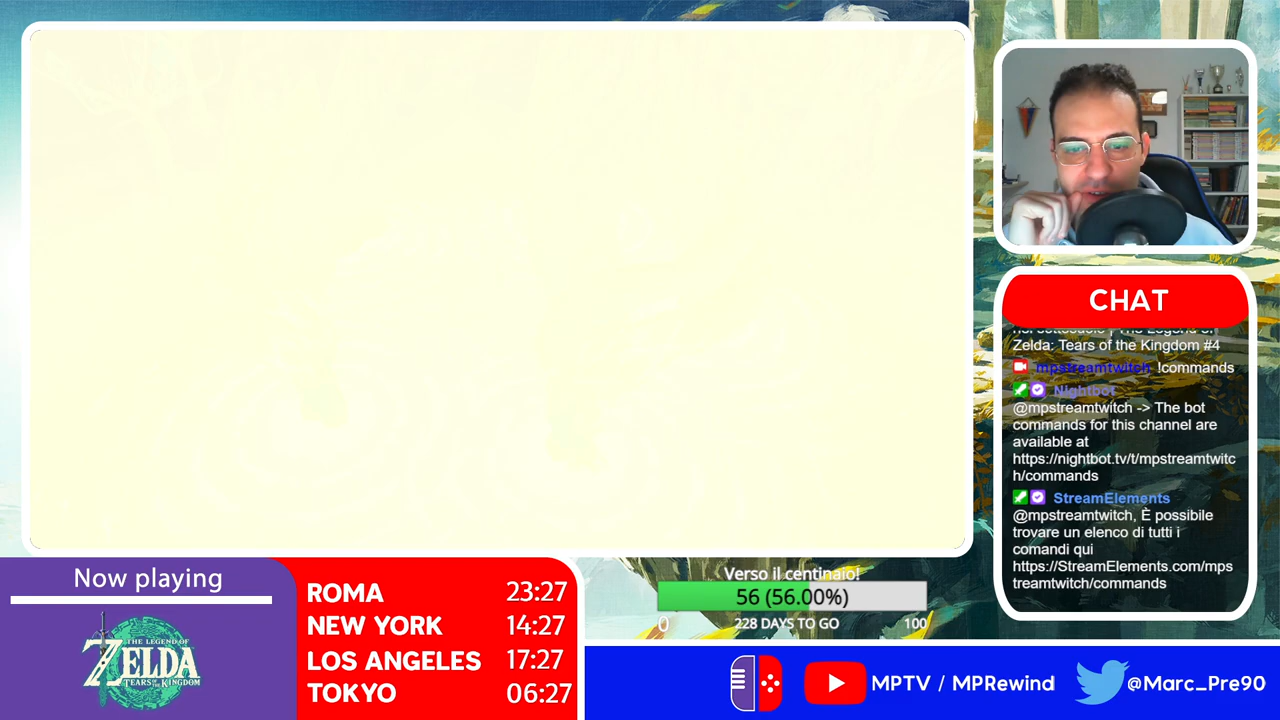 CHAT
Zelda: Tears of the Kingdom #4
mpstreamtwitch !commands
Nightbot
@mpstreamtwitch -> The bot
commands for this channel are
available at
https://nightbot.tv/t/mpstreamtwitc
h/commands
StreamElements
@mpstreamtwitch, È possibile
trovare un elenco di tutti i
comandi qui
https://StreamElements.com/mps
treamtwitch/commands
Now playing
THE LEGEND OF
ZELDA
TEARS OF THE KINGDOM
ROMA 23:27
NEW YORK 14:27
LOS ANGELES 17:27
TOKYO 06:27
Verso il centinaio!
56 (56.00%)
0 228 DAYS TO GO 100
MPTV / MPRewind
@Marc_Pre90